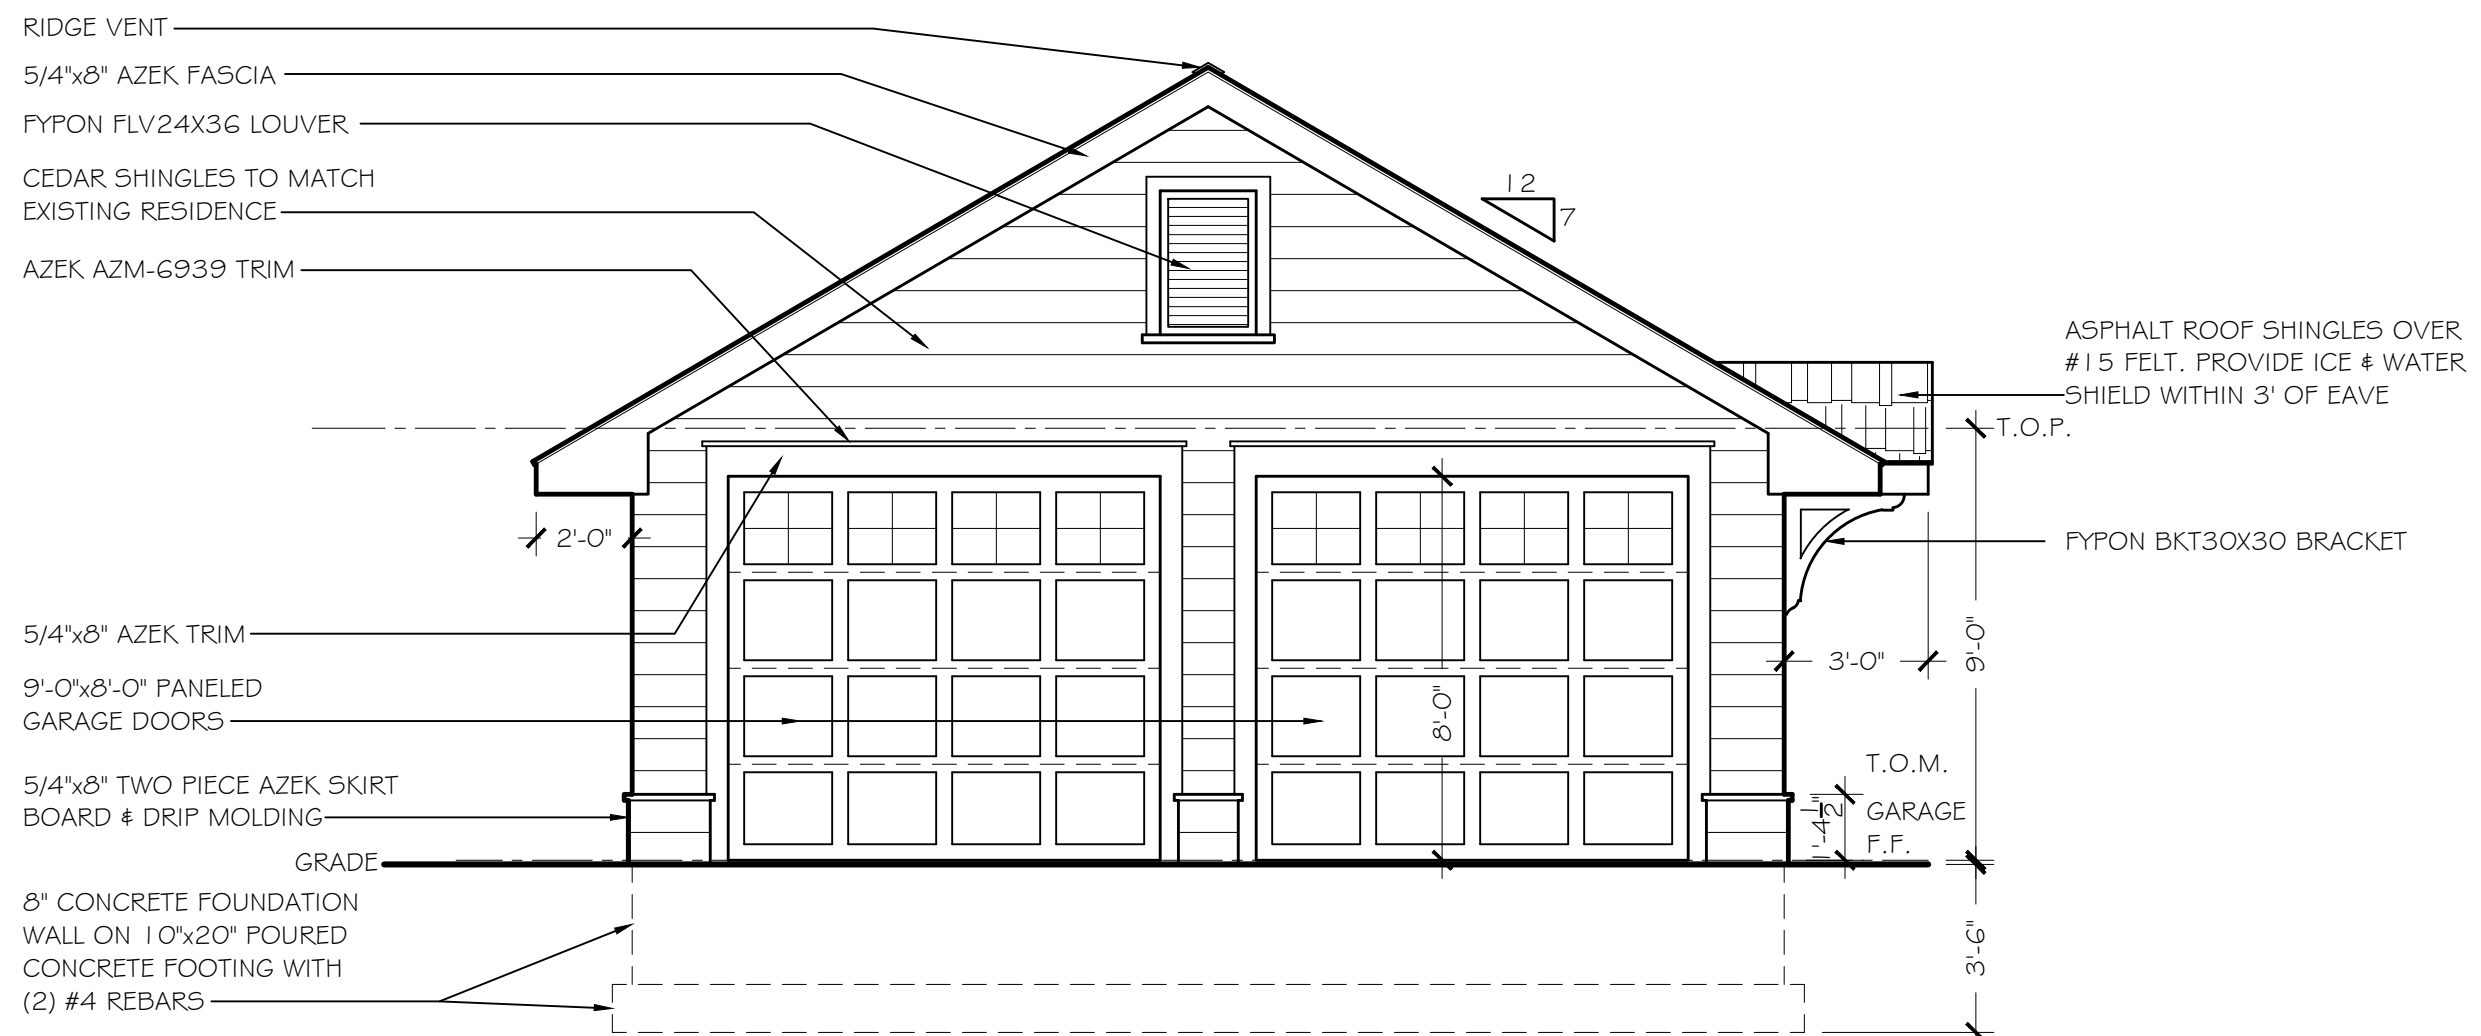 RIDGE VENT
5/4"x8" AZEK FASCIA
FYPON FLV24X36 LOUVER
CEDAR SHINGLES TO MATCH
EXISTING RESIDENCE
AZEK AZM-6939 TRIM
12
7
ASPHALT ROOF SHINGLES OVER
#15 FELT. PROVIDE ICE & WATER
SHIELD WITHIN 3' OF EAVE
T.O.P.
2'-0"
FYPON BKT30X30 BRACKET
5/4"x8" AZEK TRIM
3'-0"
9'-0"
9'-0"x8'-0" PANELED
GARAGE DOORS
8'-0"
5/4"x8" TWO PIECE AZEK SKIRT
BOARD & DRIP MOLDING
T.O.M.
1'-4 1/2"
GARAGE
F.F.
GRADE
8" CONCRETE FOUNDATION
WALL ON 10"x20" POURED
CONCRETE FOOTING WITH
(2) #4 REBARS
3'-6"